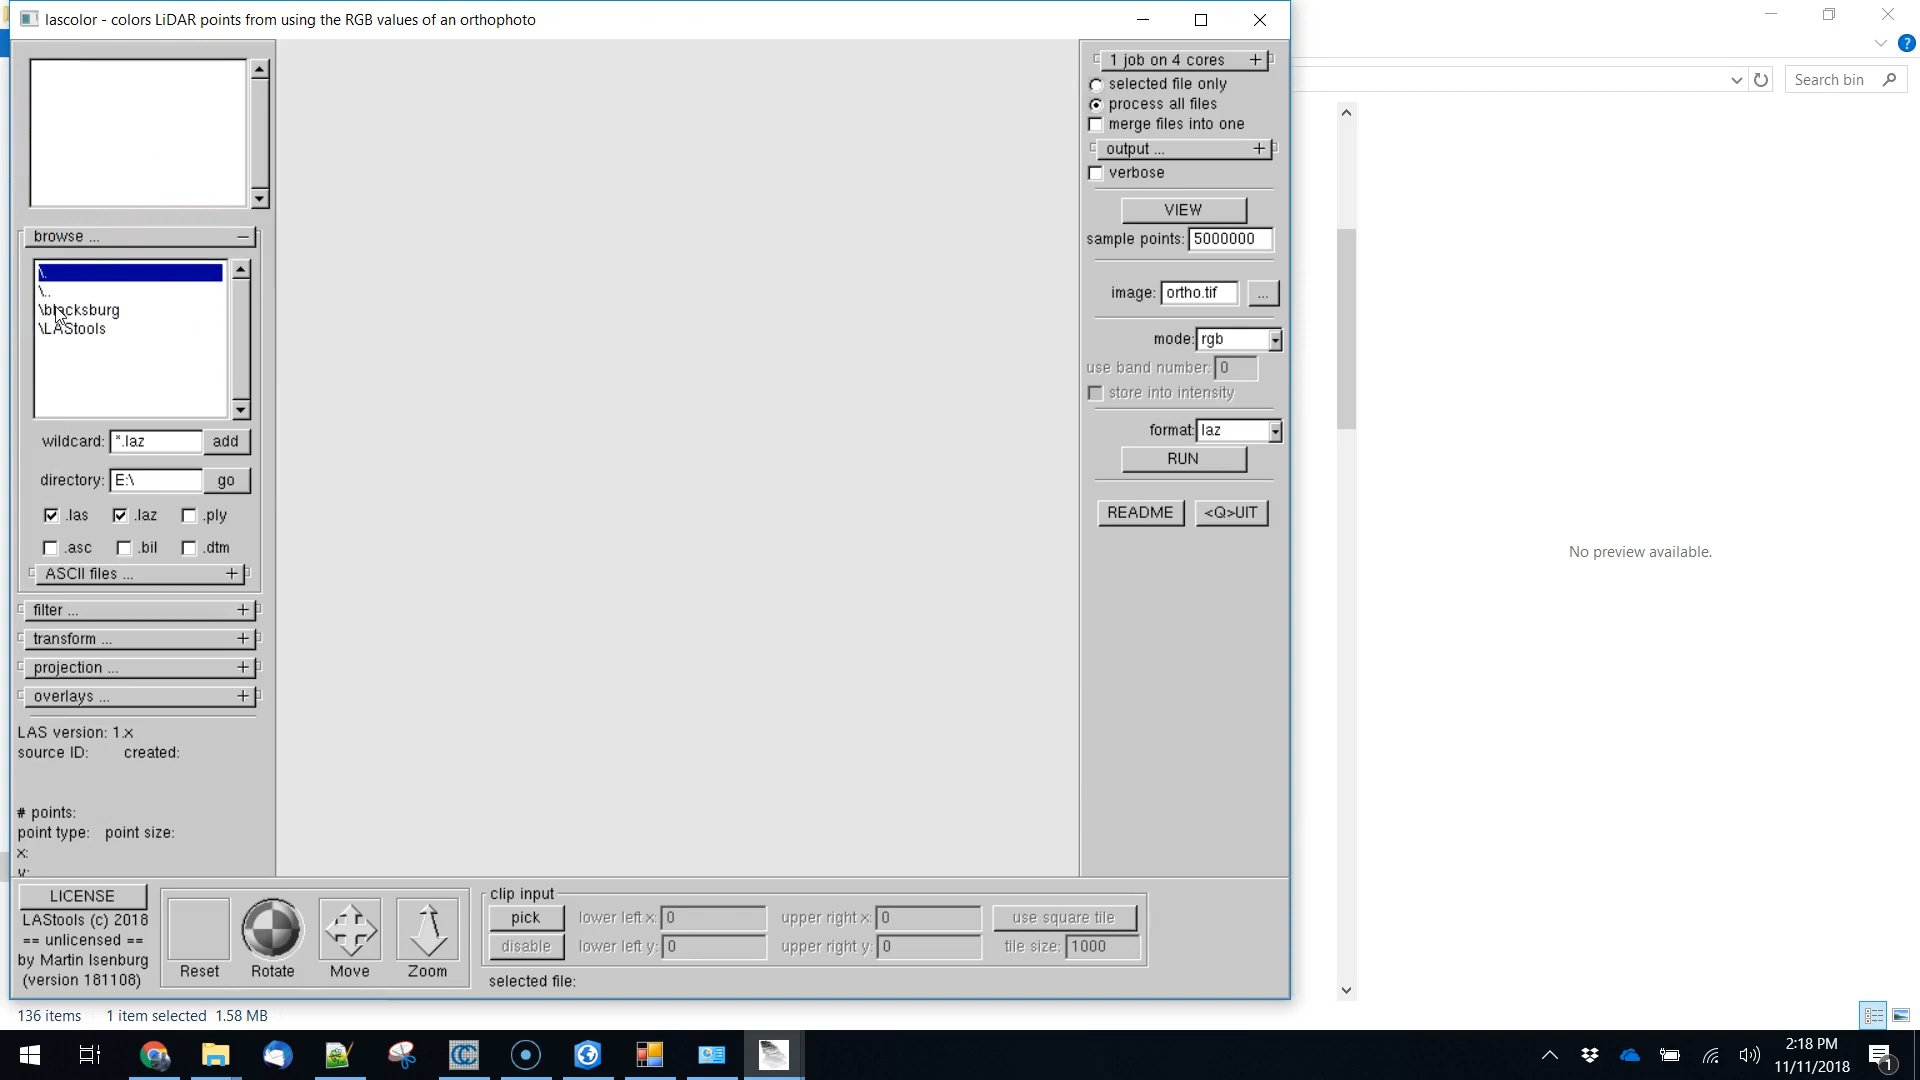 lascolor - colors LiDAR points from using the RGB values of an orthophoto
browse ...
\.
\..
\blacksburg
\LAStools
wildcard: *.laz add
directory: E:\ go
.las .laz .ply
.asc .bil .dtm
ASCII files ...
filter ...
transform ...
projection ...
overlays ...
LAS version: 1.x
source ID: created:
# points:
point type: point size:
x:
y:
LICENSE
LAStools (c) 2018
== unlicensed ==
by Martin Isenburg
(version 181108)
Reset Rotate Move Zoom
clip input
pick lower left x: 0 upper right x: 0 use square tile
disable lower left y: 0 upper right y: 0 tile size: 1000
selected file:
1 job on 4 cores +
selected file only
process all files
merge files into one
output ... +
verbose
VIEW
sample points: 5000000
image: ortho.tif ...
mode: rgb
use band number: 0
store into intensity
format: laz
RUN
README <Q>UIT
Search bin
No preview available.
136 items 1 item selected 1.58 MB
2:18 PM
11/11/2018
1